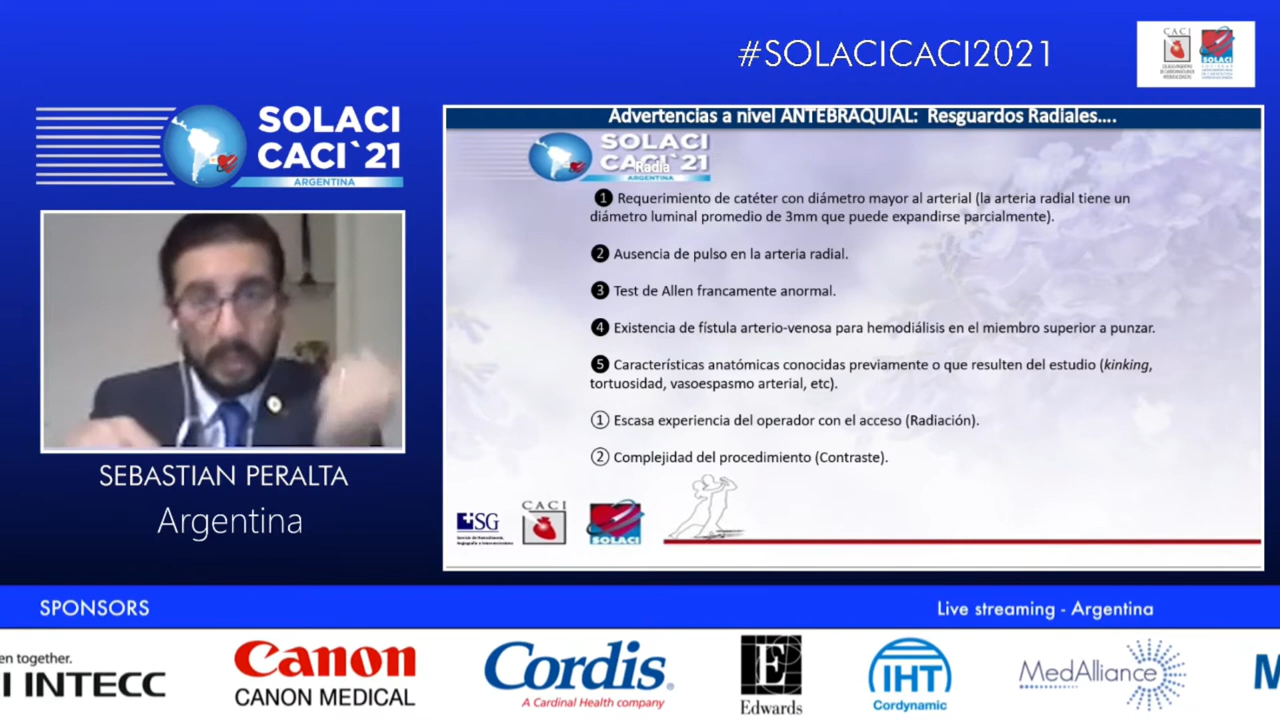 #SOLACICACI2021
CACI
SOLACI
SOLACI
CACI`21
ARGENTINA
SEBASTIAN PERALTA
Argentina
Advertencias a nivel ANTEBRAQUIAL: Resguardos Radiales....
SOLACI
CACI`21
Radia
ARGENTINA
❶ Requerimiento de catéter con diámetro mayor al arterial (la arteria radial tiene un
diámetro luminal promedio de 3mm que puede expandirse parcialmente).
❷ Ausencia de pulso en la arteria radial.
❸ Test de Allen francamente anormal.
❹ Existencia de fístula arterio-venosa para hemodiálisis en el miembro superior a punzar.
❺ Características anatómicas conocidas previamente o que resulten del estudio (kinking,
tortuosidad, vasoespasmo arterial, etc).
① Escasa experiencia del operador con el acceso (Radiación).
② Complejidad del procedimiento (Contraste).
CACI
SOLACI
SPONSORS
Live streaming - Argentina
en together.
I INTECC
Canon
CANON MEDICAL
Cordis®
A Cardinal Health company
E
Edwards
IHT
Cordynamic
MedAlliance
M